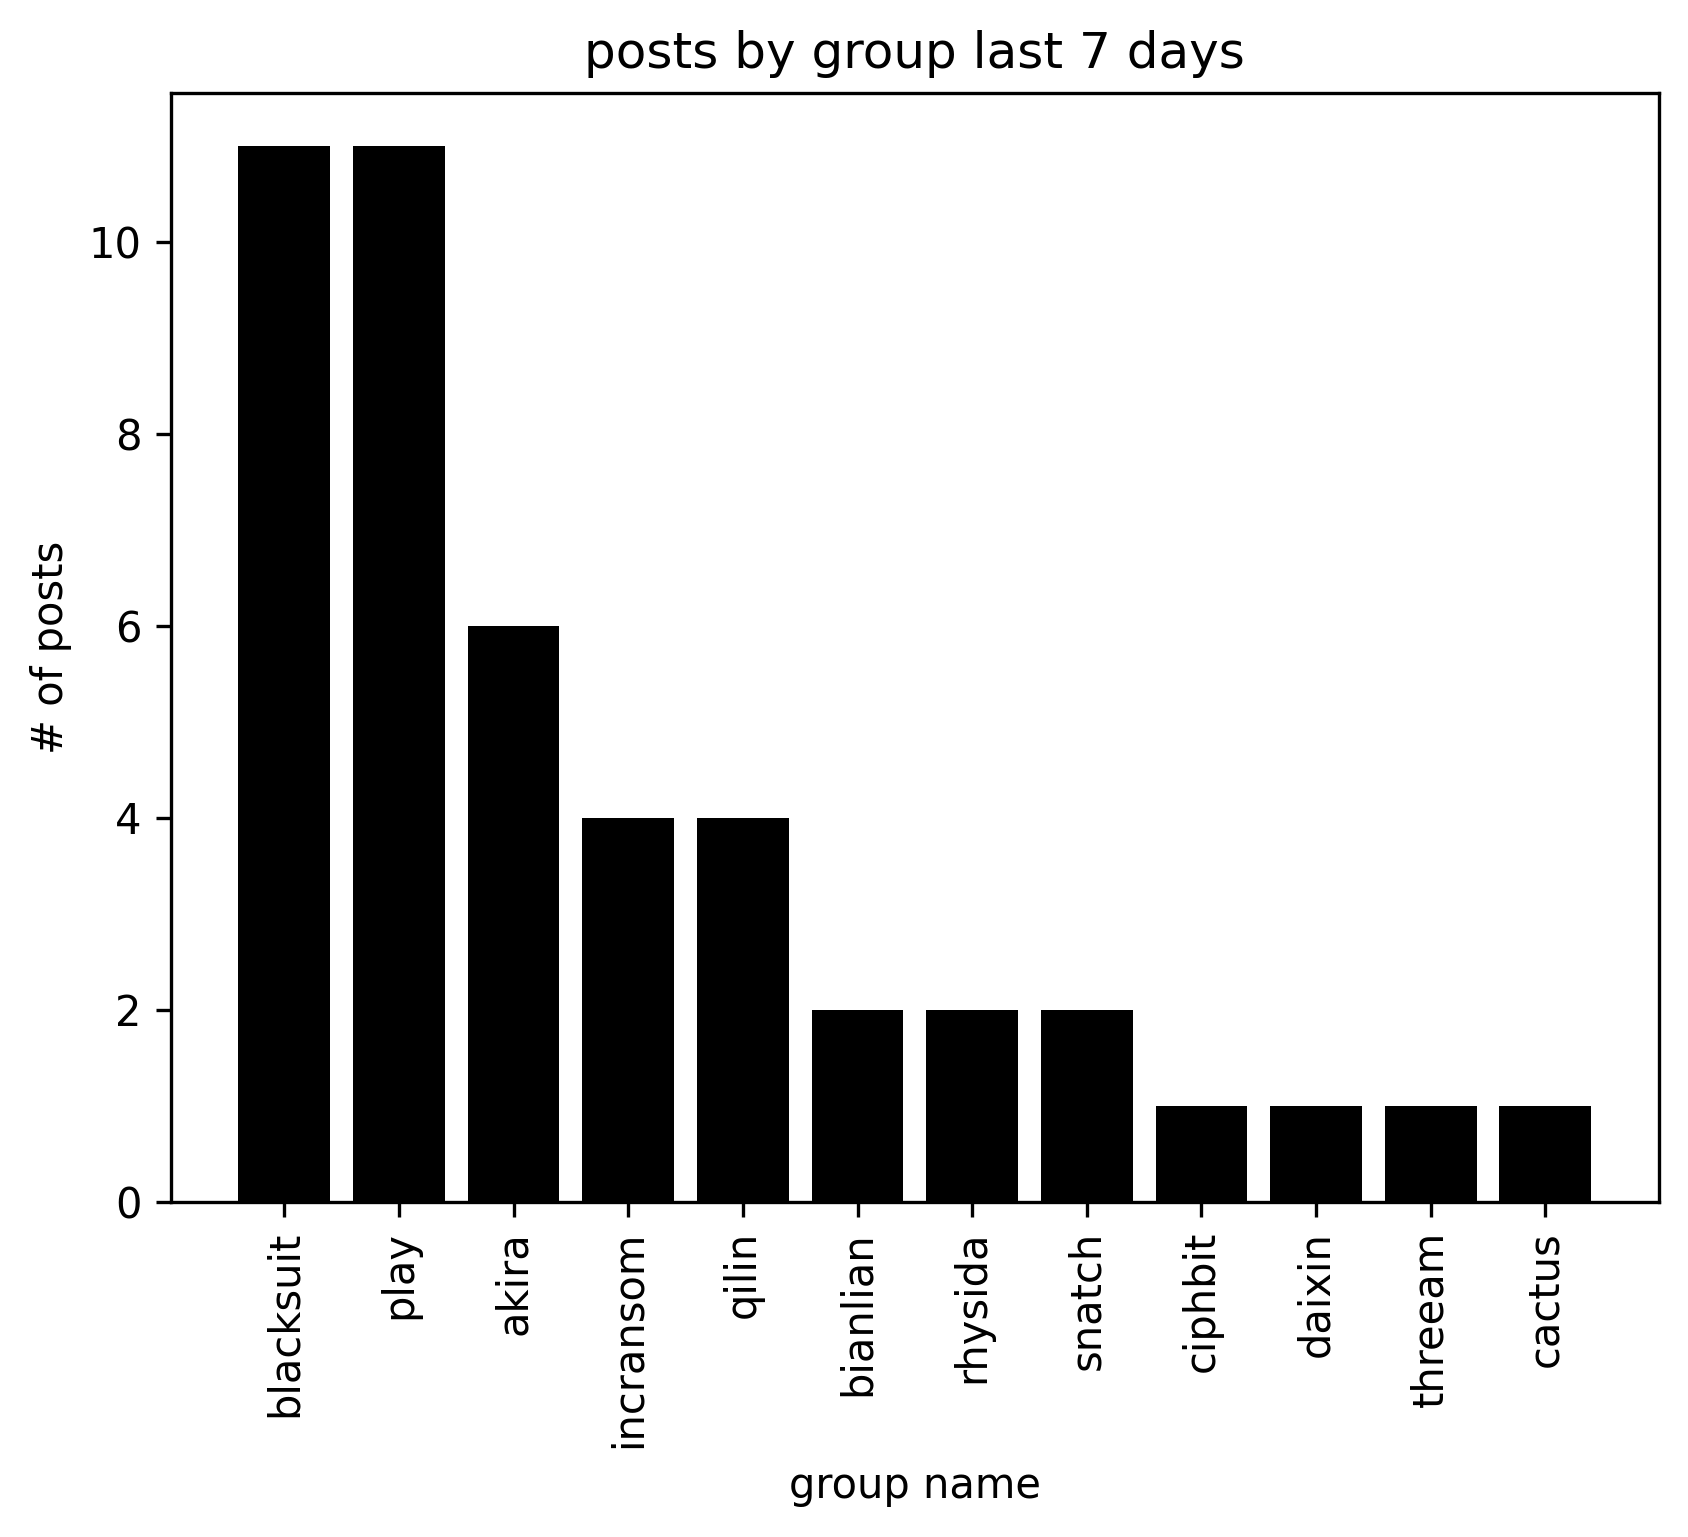 posts by group last 7 days
# of posts
10
8
6
4
2
0
blacksuit
play
akira
incransom
qilin
bianlian
rhysida
snatch
ciphbit
daixin
threeam
cactus
group name